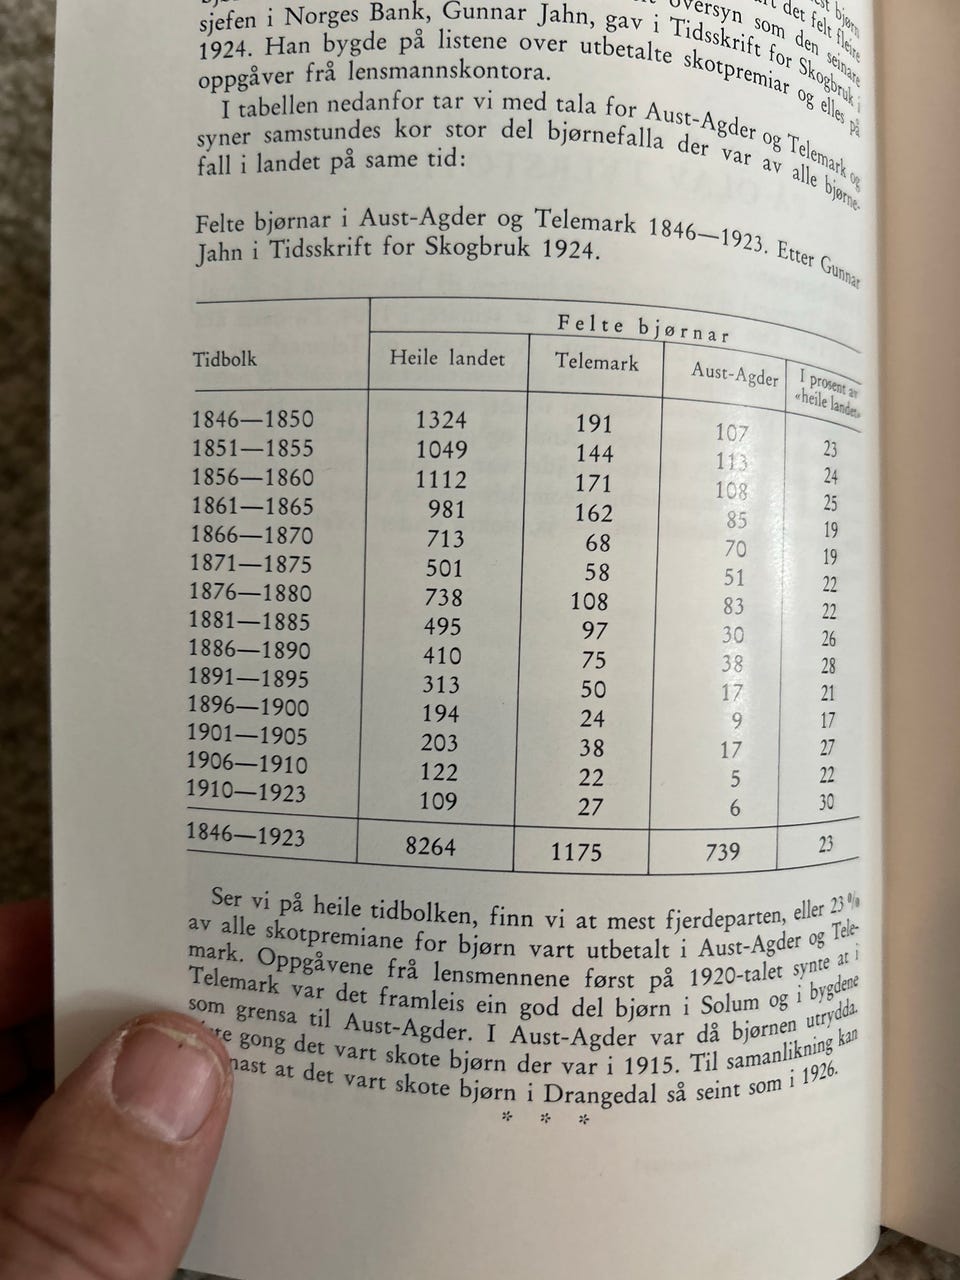 bjørn
oversyn som det felt fleire
sjefen i Norges Bank, Gunnar Jahn, gav i Tidsskrift for Skogbruk i
den seinare
1924. Han bygde på listene over utbetalte skotpremiar og elles på
oppgåver frå lensmannskontora.
I tabellen nedanfor tar vi med tala for Aust-Agder og Telemark og
syner samstundes kor stor del bjørnefalla der var av alle bjørne-
fall i landet på same tid:
Felte bjørnar i Aust-Agder og Telemark 1846—1923. Etter Gunnar
Jahn i Tidsskrift for Skogbruk 1924.
Felte bjørnar
Tidbolk Heile landet Telemark Aust-Agder I prosent av «heile landet»
1846—1850 1324 191 107 23
1851—1855 1049 144 113 24
1856—1860 1112 171 108 25
1861—1865 981 162 85 19
1866—1870 713 68 70 19
1871—1875 501 58 51 22
1876—1880 738 108 83 22
1881—1885 495 97 30 26
1886—1890 410 75 38 28
1891—1895 313 50 17 21
1896—1900 194 24 9 17
1901—1905 203 38 17 27
1906—1910 122 22 5 22
1910—1923 109 27 6 30
1846—1923 8264 1175 739 23
Ser vi på heile tidbolken, finn vi at mest fjerdeparten, eller 23 %
av alle skotpremiane for bjørn vart utbetalt i Aust-Agder og Tele-
mark. Oppgåvene frå lensmennene først på 1920-talet synte at i
Telemark var det framleis ein god del bjørn i Solum og i bygdene
som grensa til Aust-Agder. I Aust-Agder var då bjørnen utrydda.
gong det vart skote bjørn der var i 1915. Til samanlikning kan
at det vart skote bjørn i Drangedal så seint som i 1926.
* * *